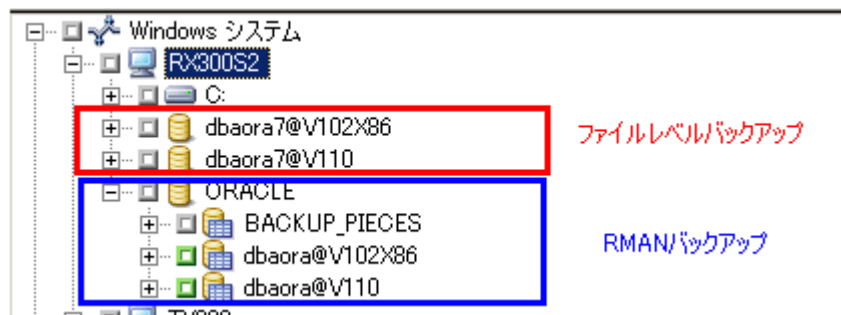 Windows システム
RX300S2
C:
dbaora7@V102X86
dbaora7@V110
ファイルレベルバックアップ
ORACLE
BACKUP_PIECES
dbaora@V102X86
RMANバックアップ
dbaora@V110